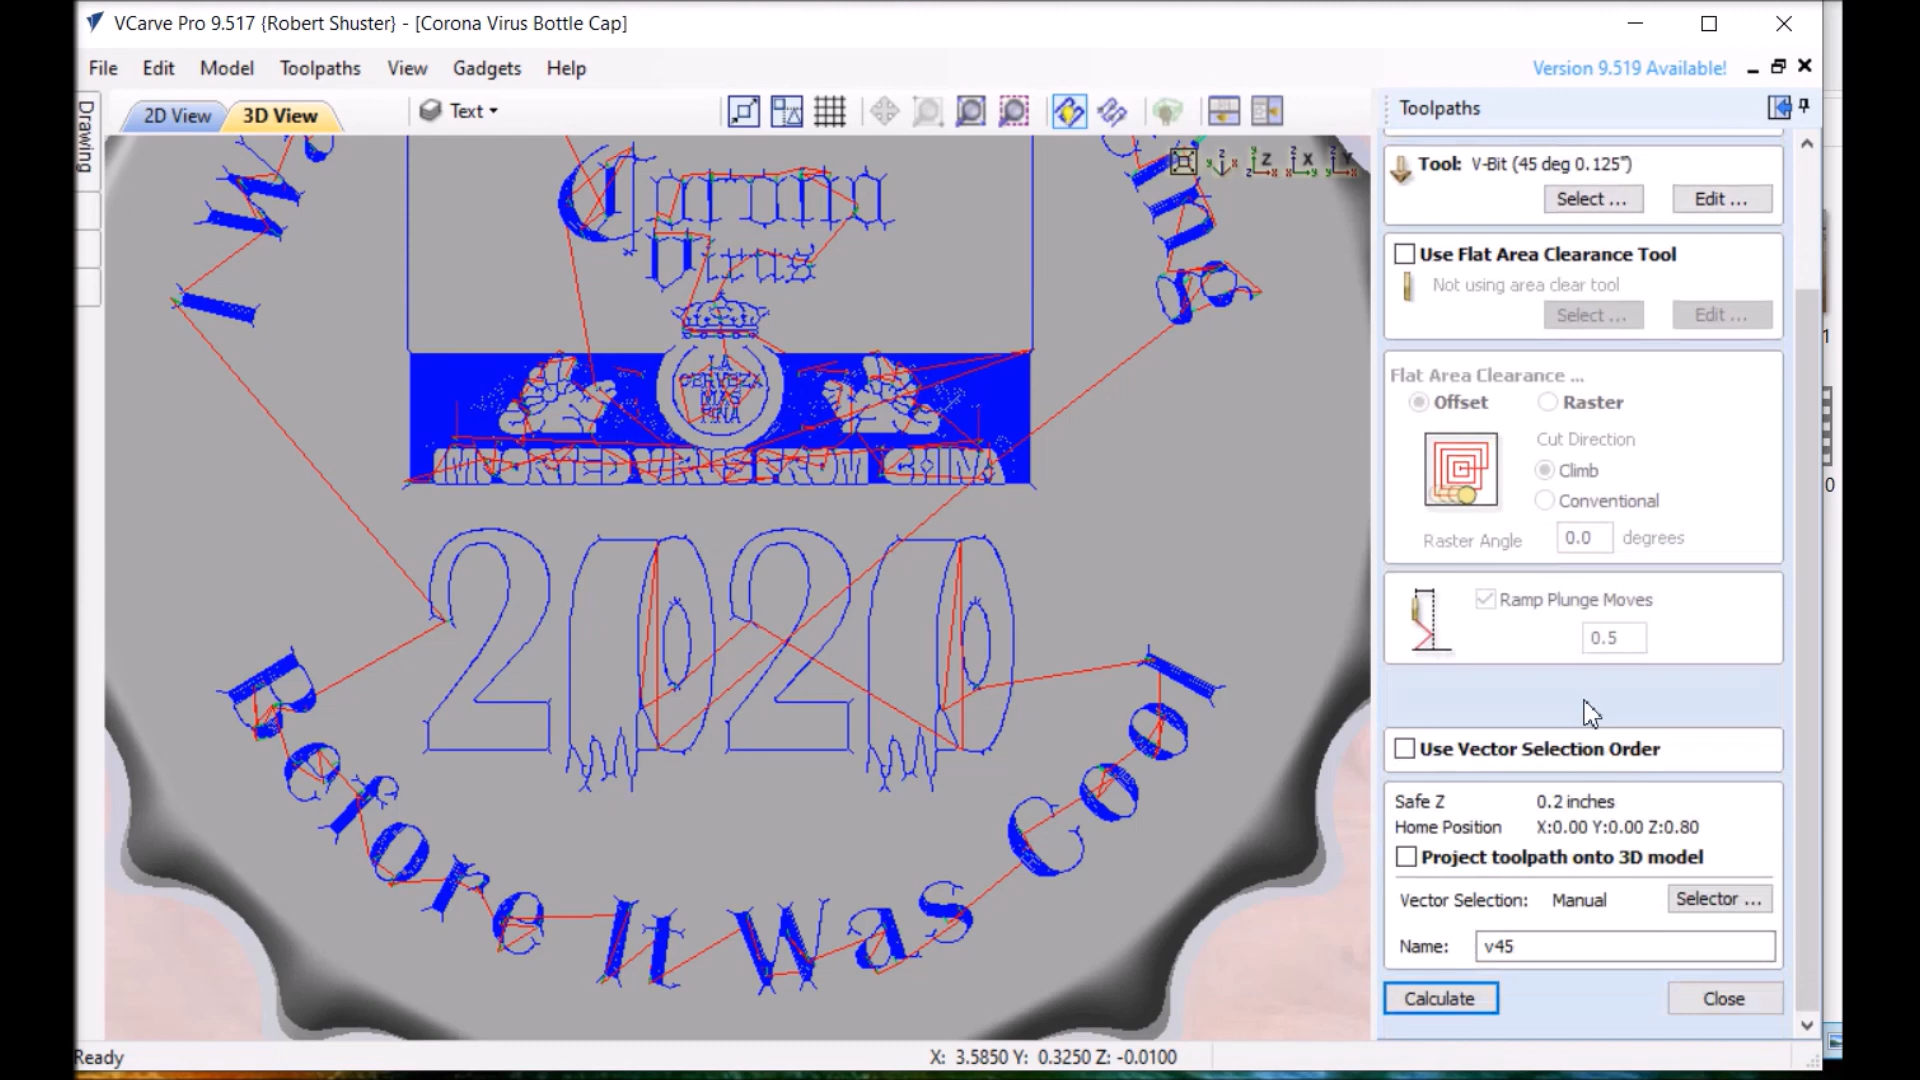 VCarve Pro 9.517 {Robert Shuster} - [Corona Virus Bottle Cap]
File Edit Model Toolpaths View Gadgets Help
Version 9.519 Available!
Drawing
2D View
3D View
Text
Toolpaths
Z X Y
Corona
Virus
LA
CERVEZA
MAS
FINA
IMPORTED VIRUS FROM CHINA
2020
Before It Was Cool
Tool: V-Bit (45 deg 0.125")
Select ...
Edit ...
Use Flat Area Clearance Tool
Not using area clear tool
Select ...
Edit ...
Flat Area Clearance ...
Offset
Raster
Cut Direction
Climb
Conventional
Raster Angle
0.0
degrees
Ramp Plunge Moves
0.5
Use Vector Selection Order
Safe Z 0.2 inches
Home Position X:0.00 Y:0.00 Z:0.80
Project toolpath onto 3D model
Vector Selection: Manual
Selector ...
Name: v45
Calculate
Close
Ready
X: 3.5850 Y: 0.3250 Z: -0.0100